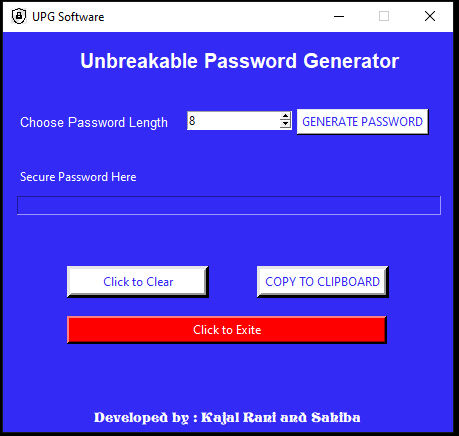 UPG Software
Unbreakable Password Generator
Choose Password Length 8 GENERATE PASSWORD
Secure Password Here
Click to Clear COPY TO CLIPBOARD
Click to Exite
Developed by : Kajal Rani and Sahiba